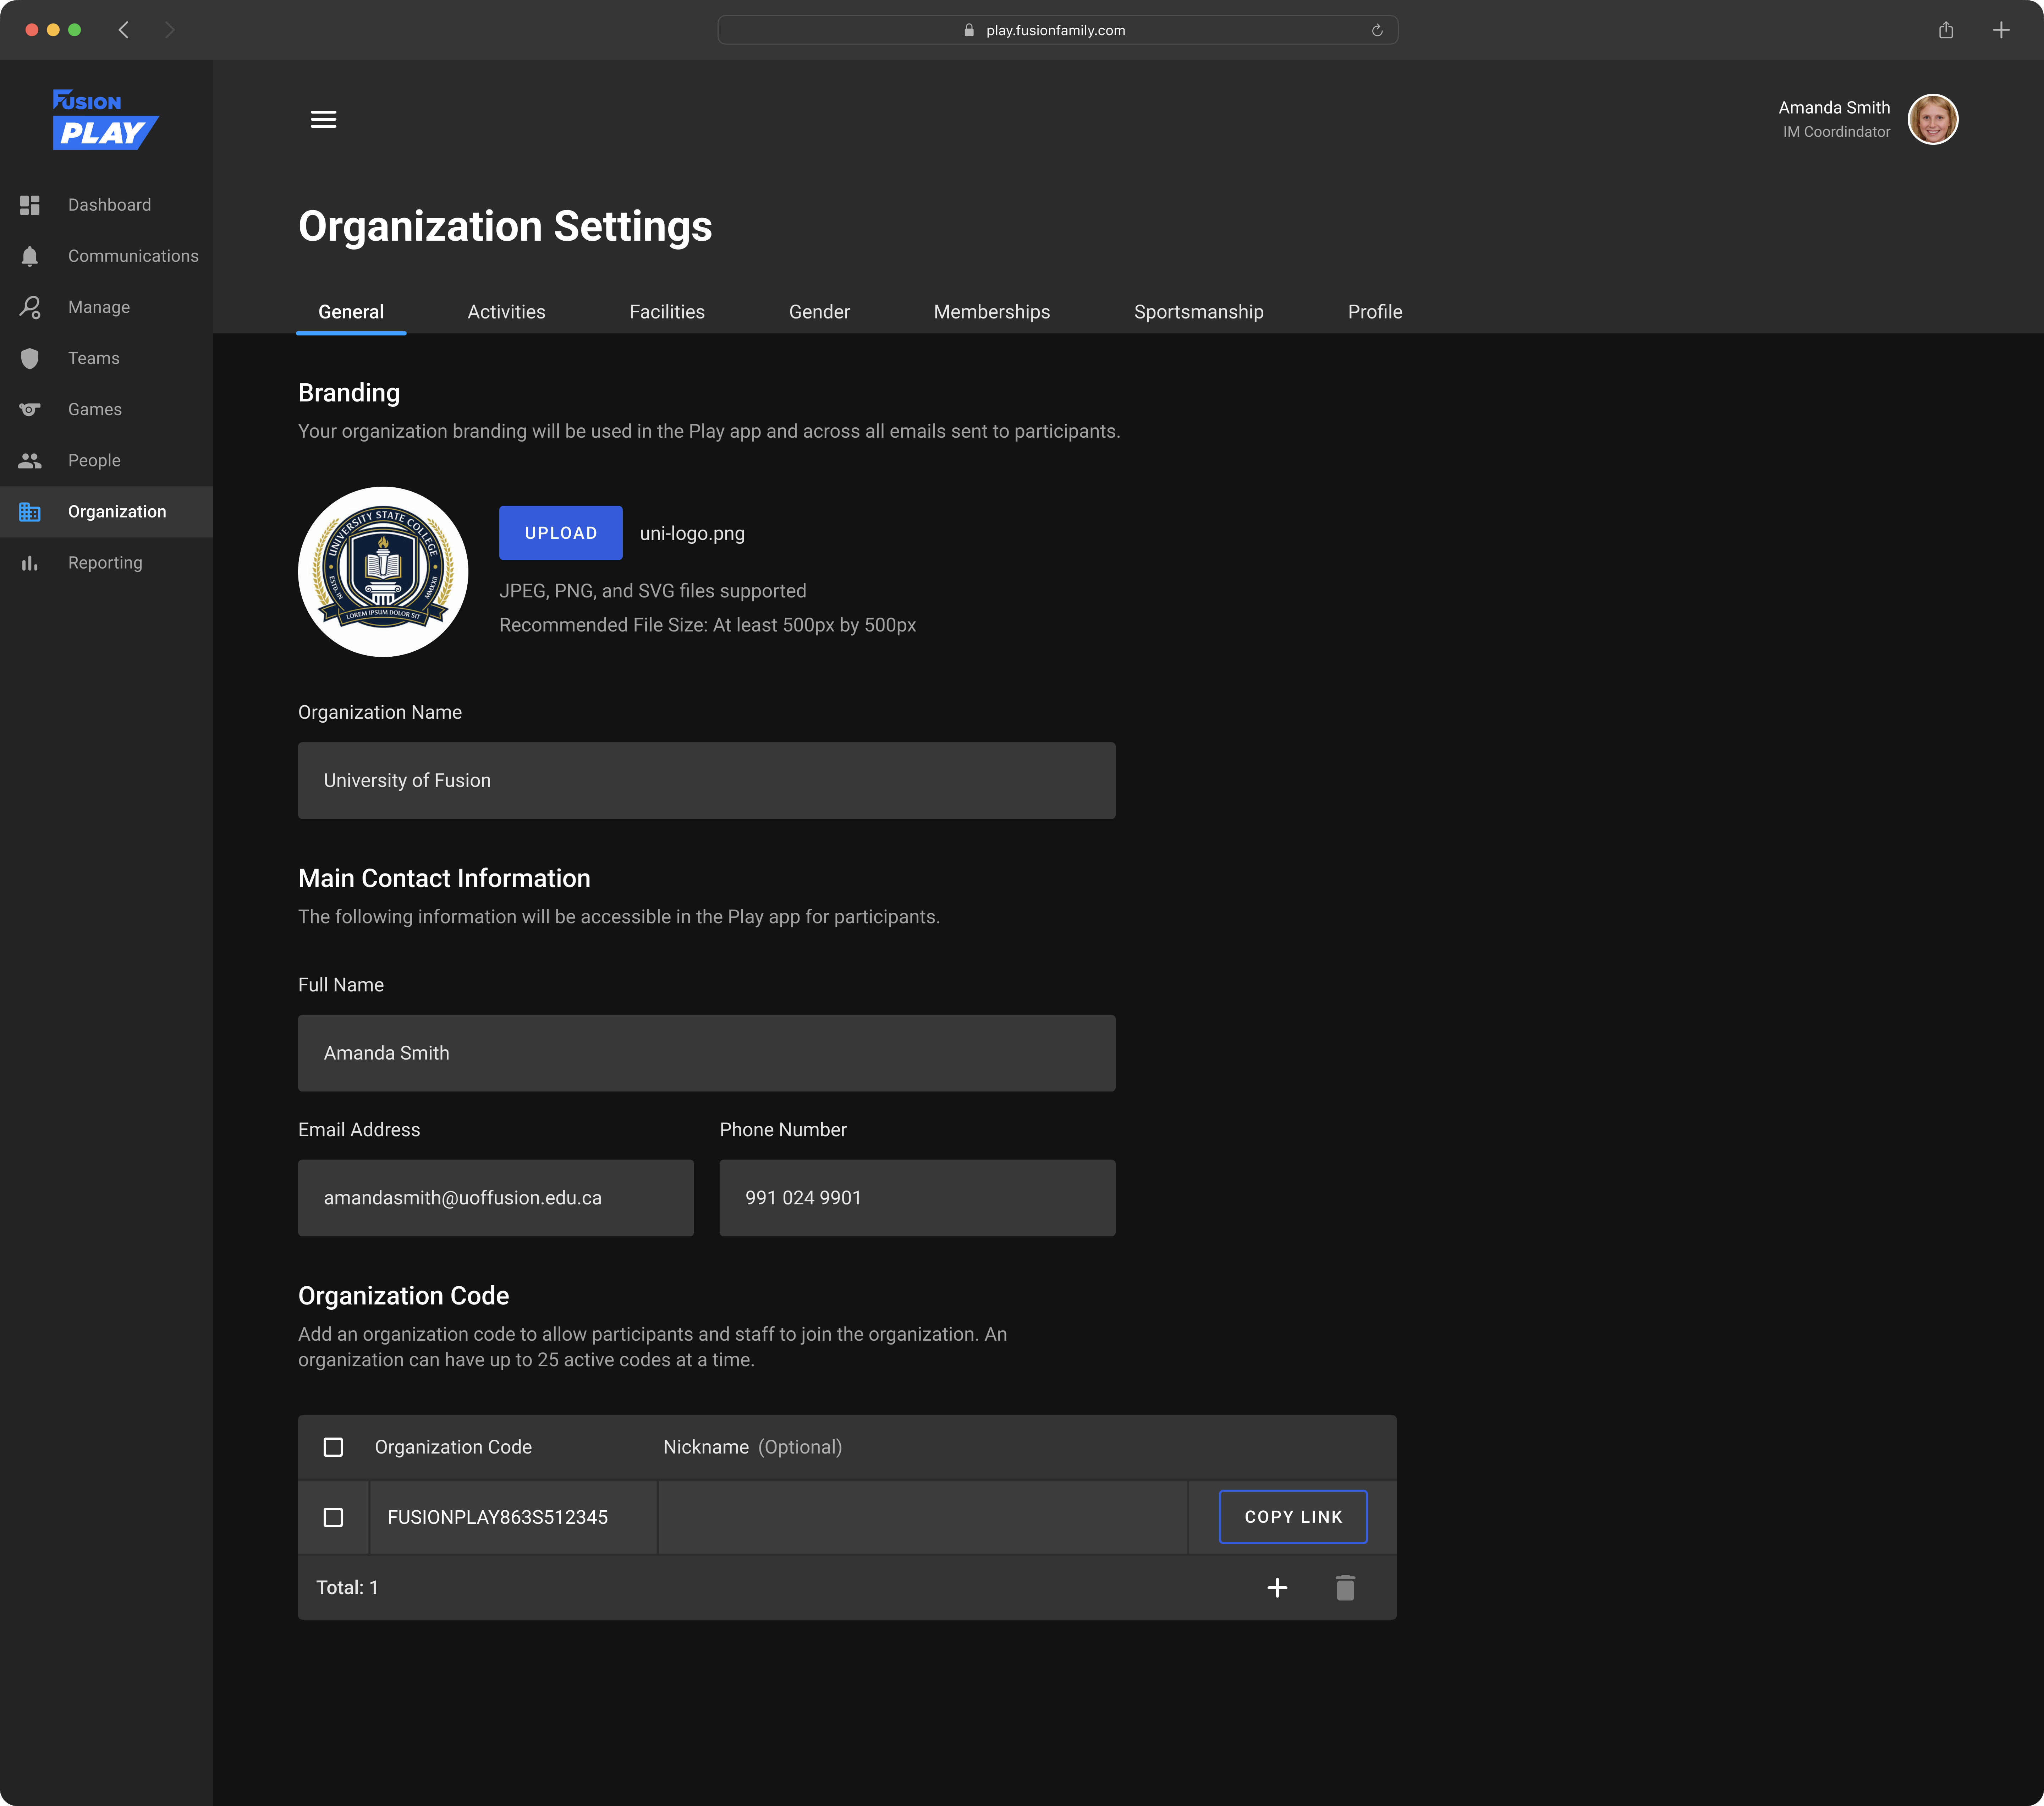 play.fusionfamily.com
FUSION
PLAY
Amanda Smith
IM Coordindator
Dashboard
Communications
Manage
Teams
Games
People
Organization
Reporting
Organization Settings
General
Activities
Facilities
Gender
Memberships
Sportsmanship
Profile
Branding
Your organization branding will be used in the Play app and across all emails sent to participants.
UNIVERSITY STATE COLLEGE
ESTD. IN
MMXXII
LOREM IPSUM DOLOR SIT
UPLOAD
uni-logo.png
JPEG, PNG, and SVG files supported
Recommended File Size: At least 500px by 500px
Organization Name
University of Fusion
Main Contact Information
The following information will be accessible in the Play app for participants.
Full Name
Amanda Smith
Email Address
Phone Number
amandasmith@uoffusion.edu.ca
991 024 9901
Organization Code
Add an organization code to allow participants and staff to join the organization. An
organization can have up to 25 active codes at a time.
Organization Code
Nickname (Optional)
FUSIONPLAY863S512345
COPY LINK
Total: 1